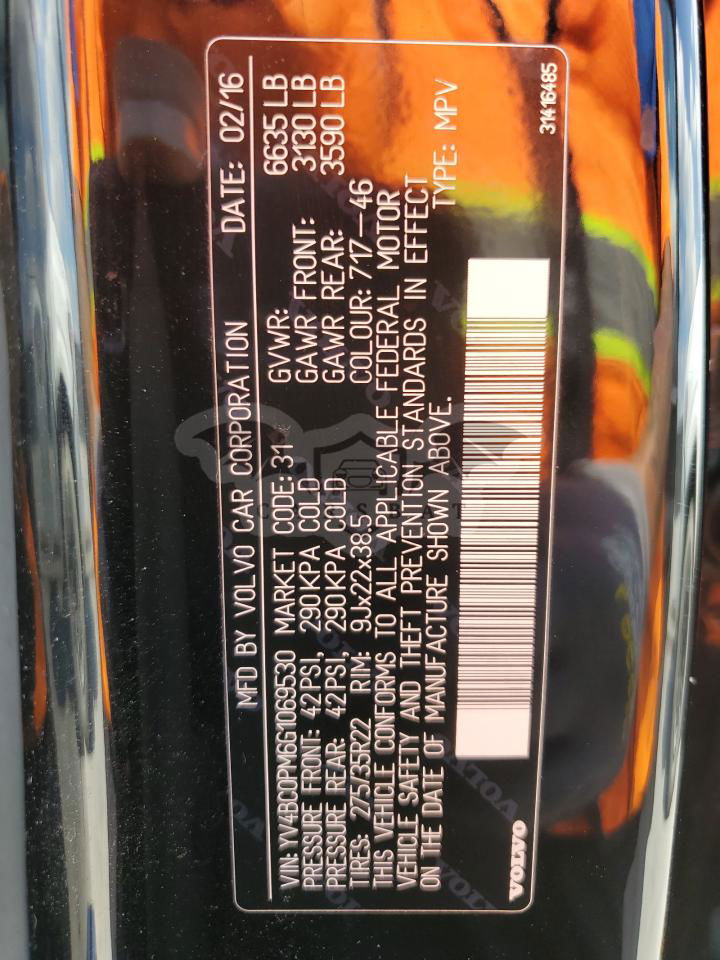 MFD BY VOLVO CAR CORPORATION DATE: 02/16
VIN: YV4BC0PM6G1069530 MARKET CODE: 31 GVWR: 6635 LB
PRESSURE FRONT: 42PSI, 290KPA COLD GAWR FRONT: 3130 LB
PRESSURE REAR: 42PSI, 290KPA COLD GAWR REAR: 3590 LB
TIRES: 275/35R22 RIM: 9Jx22x38.5 COLOUR: 717-46
THIS VEHICLE CONFORMS TO ALL APPLICABLE FEDERAL MOTOR
VEHICLE SAFETY AND THEFT PREVENTION STANDARDS IN EFFECT
ON THE DATE OF MANUFACTURE SHOWN ABOVE. TYPE: MPV
VOLVO 31416485